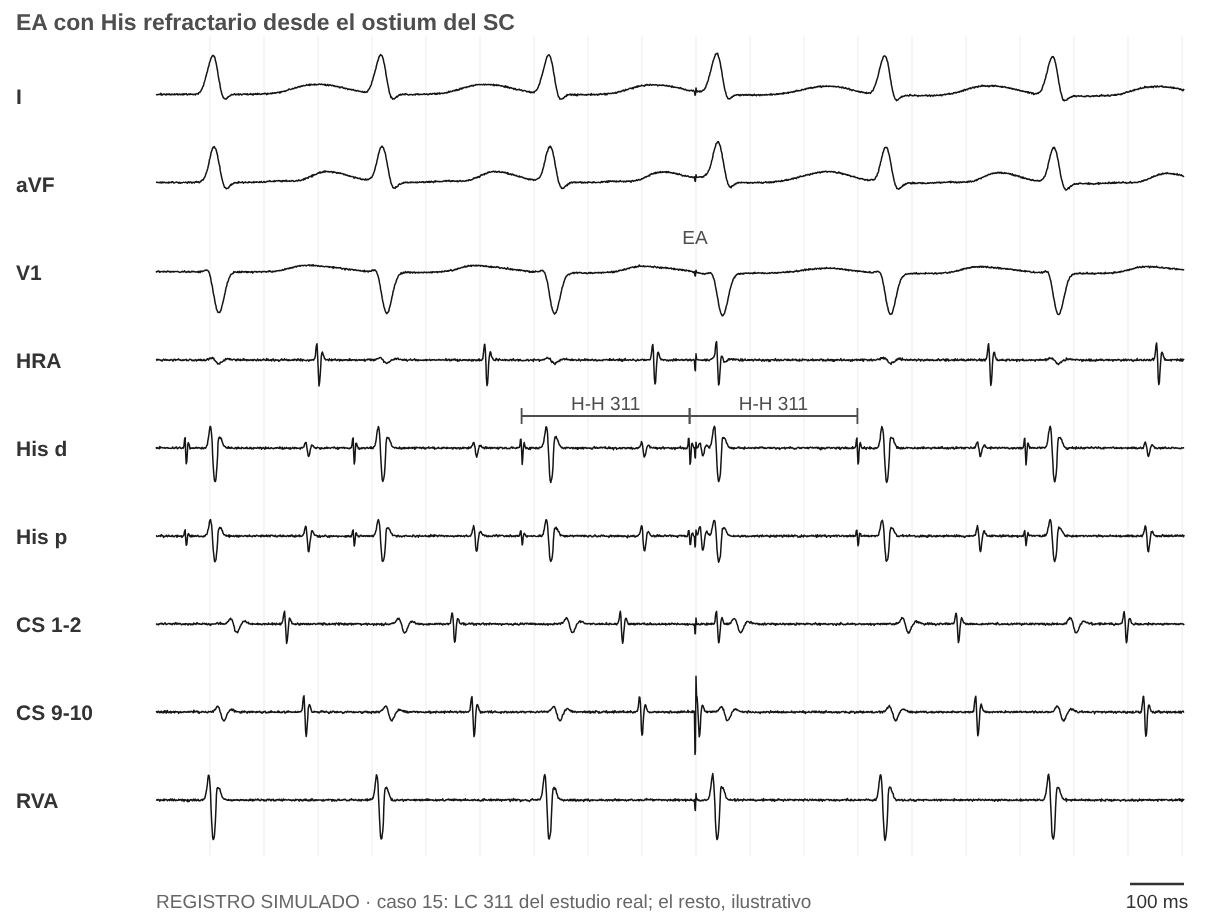 EA con His refractario desde el ostium del SC
I
aVF
EA
V1
HRA
H-H 311 H-H 311
His d
His p
CS 1-2
CS 9-10
RVA
REGISTRO SIMULADO · caso 15: LC 311 del estudio real; el resto, ilustrativo
100 ms